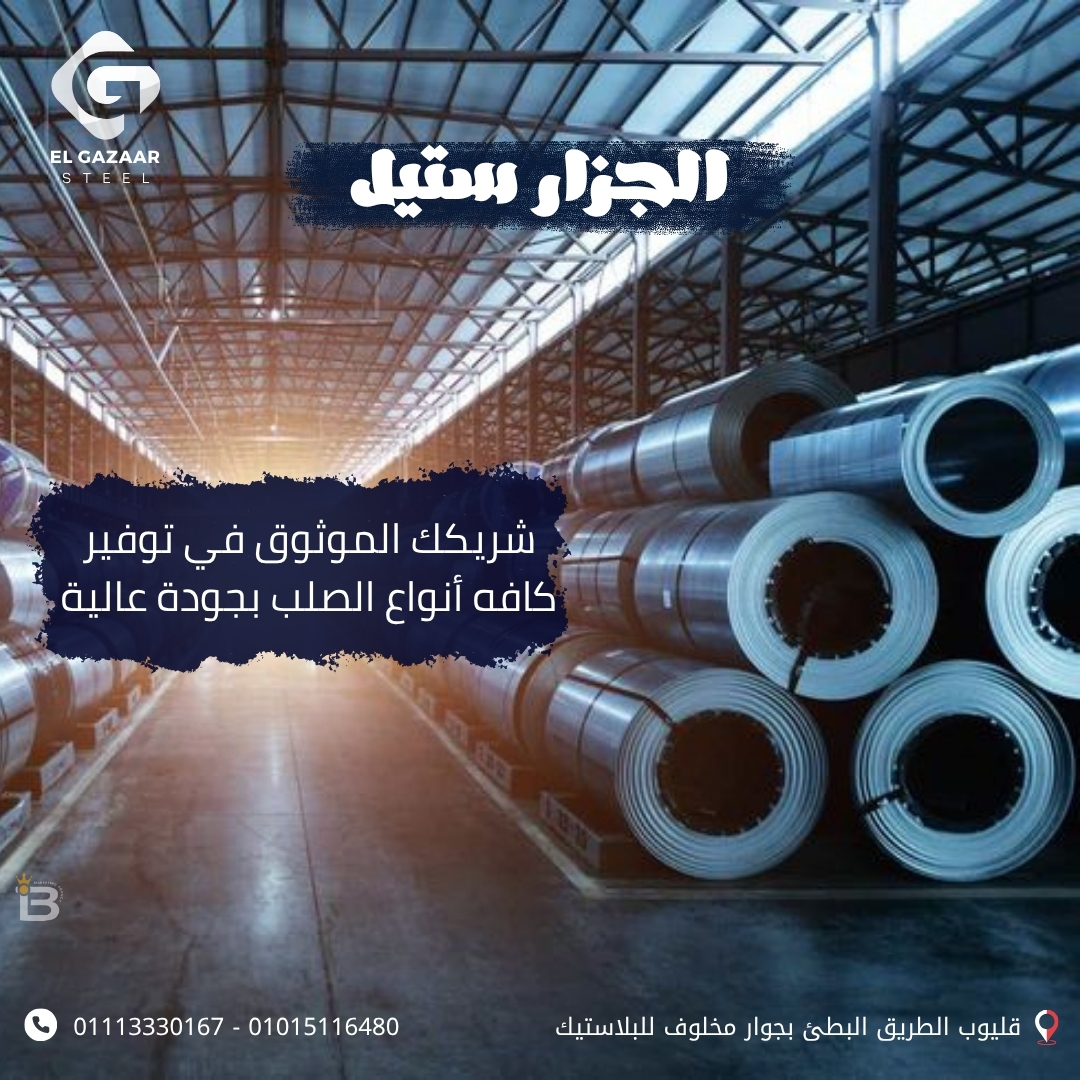 EL GAZAAR
STEEL
الجزار ستيل
شريكك الموثوق في توفير
كافه أنواع الصلب بجودة عالية
B
01113330167 - 01015116480
قليوب الطريق البطئ بجوار مخلوف للبلاستيك